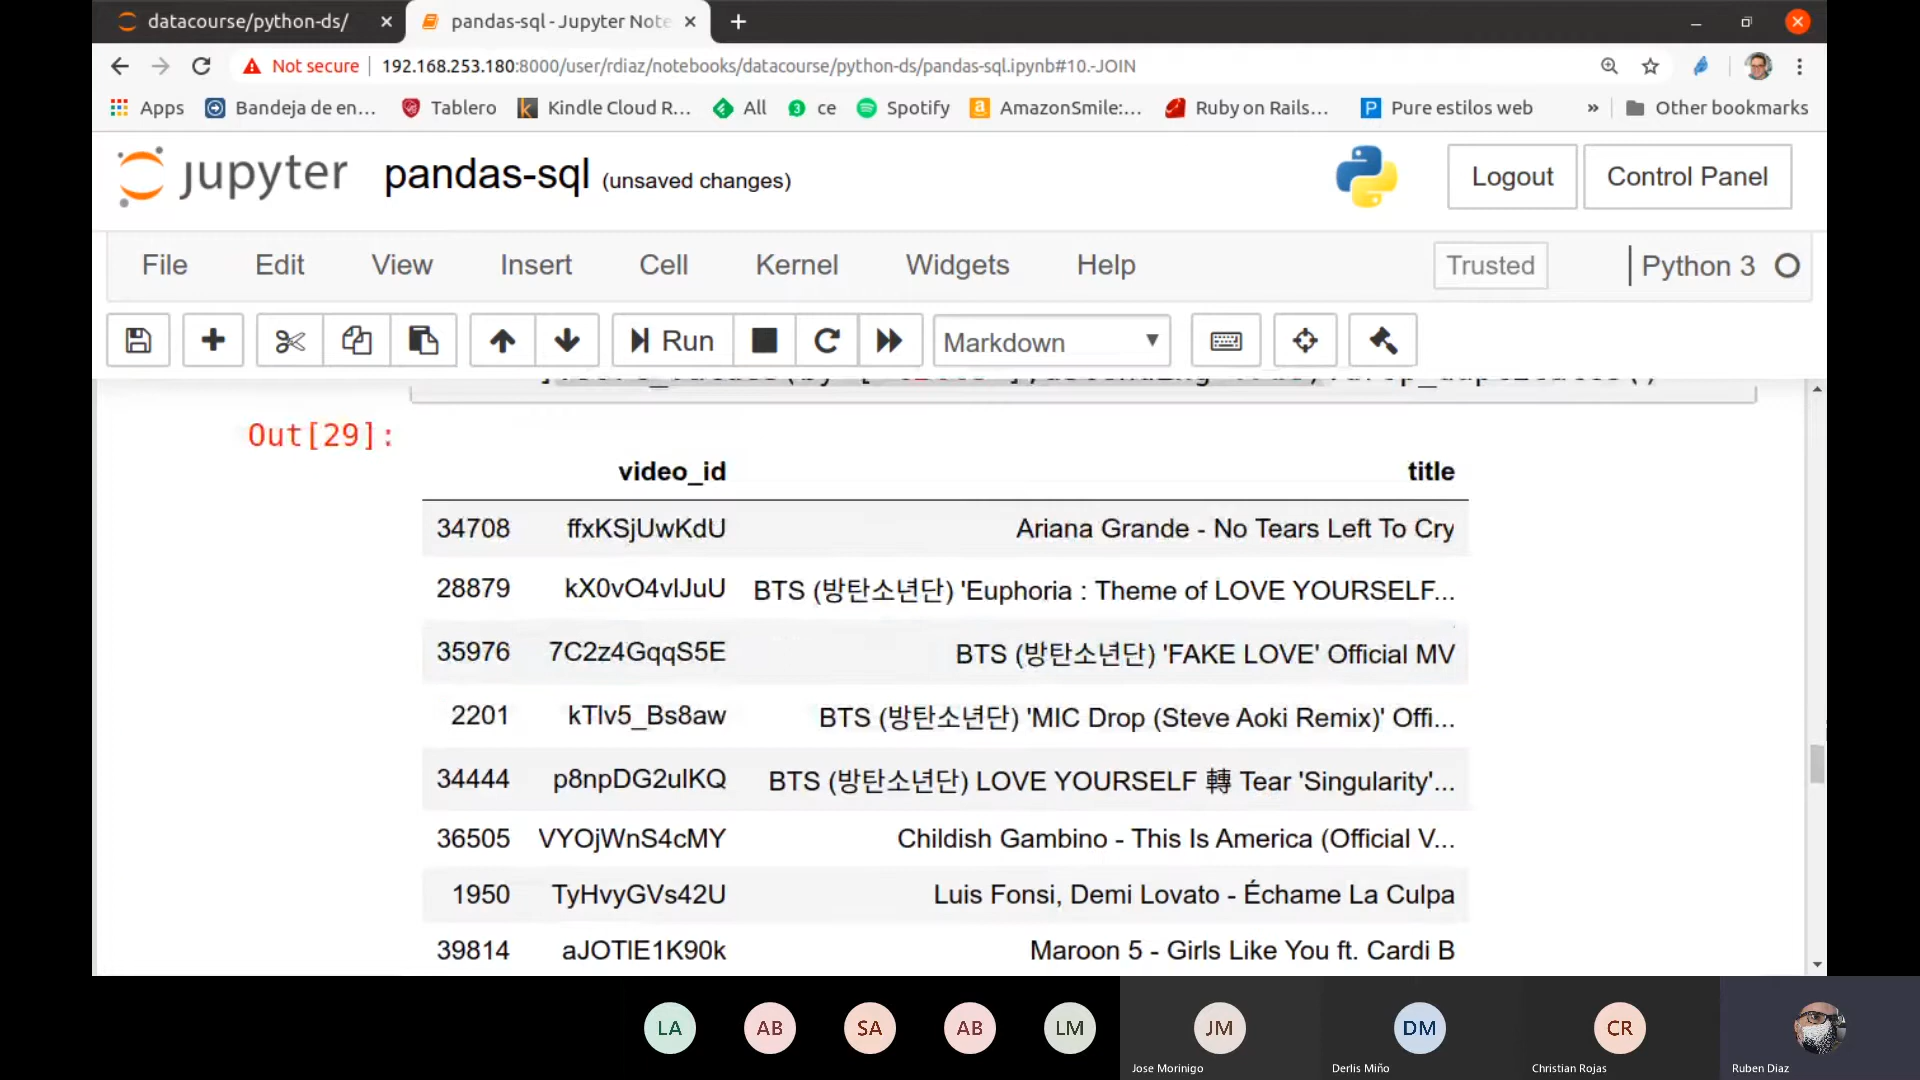 datacourse/python-ds/
pandas-sql - Jupyter Note
Not secure
192.168.253.180:8000/user/rdiaz/notebooks/datacourse/python-ds/pandas-sql.ipynb#10.-JOIN
Apps
Bandeja de en...
Tablero
Kindle Cloud R...
All
ce
Spotify
AmazonSmile:...
Ruby on Rails...
Pure estilos web
»
Other bookmarks
jupyter
pandas-sql (unsaved changes)
Logout
Control Panel
File
Edit
View
Insert
Cell
Kernel
Widgets
Help
Trusted
Python 3
Run
Markdown
Out[29]:
video_id title
34708 ffxKSjUwKdU Ariana Grande - No Tears Left To Cry
28879 kX0vO4vlJuU BTS (방탄소년단) 'Euphoria : Theme of LOVE YOURSELF...
35976 7C2z4GqqS5E BTS (방탄소년단) 'FAKE LOVE' Official MV
2201 kTlv5_Bs8aw BTS (방탄소년단) 'MIC Drop (Steve Aoki Remix)' Offi...
34444 p8npDG2ulKQ BTS (방탄소년단) LOVE YOURSELF 轉 Tear 'Singularity'...
36505 VYOjWnS4cMY Childish Gambino - This Is America (Official V...
1950 TyHvyGVs42U Luis Fonsi, Demi Lovato - Échame La Culpa
39814 aJOTlE1K90k Maroon 5 - Girls Like You ft. Cardi B
LA
AB
SA
AB
LM
JM
DM
CR
Jose Morinigo
Derlis Miño
Christian Rojas
Ruben Diaz